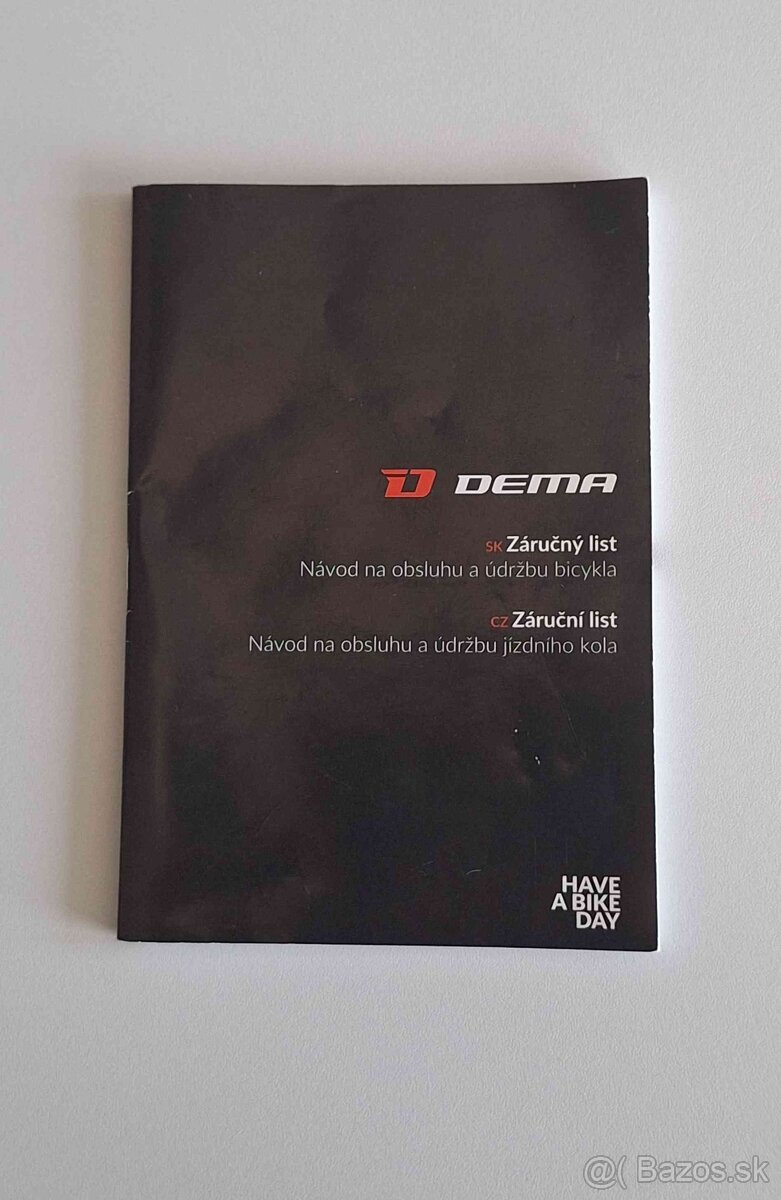 D DEMA
SK Záručný list
Návod na obsluhu a údržbu bicykla
CZ Záruční list
Návod na obsluhu a údržbu jízdního kola
HAVE
A BIKE
DAY
@( Bazos.sk